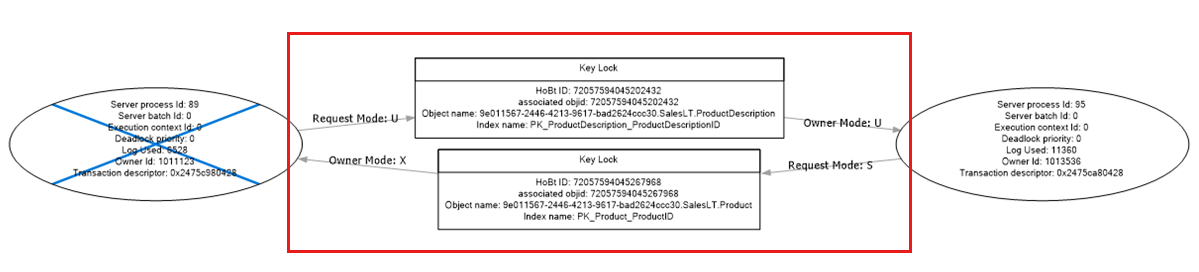 Server process Id: 89
Server batch Id: 0
Execution context Id: 0
Deadlock priority: 0
Log Used: 6528
Owner Id: 1011123
Transaction descriptor: 0x2475c980428
Request Mode: U
Owner Mode: X
Key Lock
HoBt ID: 72057594045202432
associated objid: 72057594045202432
Object name: 9e011567-2446-4213-9617-bad2624ccc30.SalesLT.ProductDescription
Index name: PK_ProductDescription_ProductDescriptionID
Key Lock
HoBt ID: 72057594045267968
associated objid: 72057594045267968
Object name: 9e011567-2446-4213-9617-bad2624ccc30.SalesLT.Product
Index name: PK_Product_ProductID
Owner Mode: U
Request Mode: S
Server process Id: 95
Server batch Id: 0
Execution context Id: 0
Deadlock priority: 0
Log Used: 11360
Owner Id: 1013536
Transaction descriptor: 0x2475ca80428